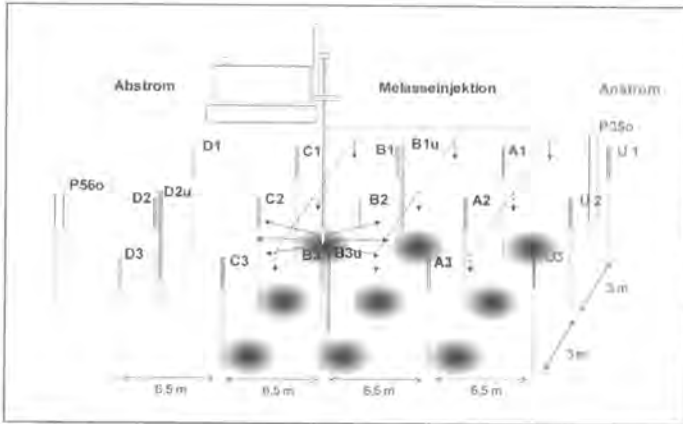 Abstrom
Melasseinjektion
Anstrom
P35o
D1
C1
B1
B1u
A1
U 1
P56o
D2
D2u
C2
B2
A2
U 2
D3
C3
B3
B3u
A3
U3
3 m
3 m
6,5 m
6,5 m
6,5 m
6,5 m